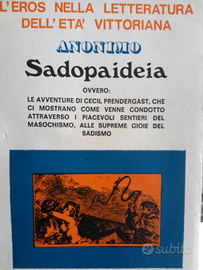 L'EROS NELLA LETTERATURA
DELL'ETA' VITTORIANA
ANONIMO
Sadopaideia
OVVERO:
LE AVVENTURE DI CECIL PRENDERGAST, CHE
CI MOSTRANO COME VENNE CONDOTTO
ATTRAVERSO I PIACEVOLI SENTIERI DEL
MASOCHISMO, ALLE SUPREME GIOIE DEL
SADISMO
subito